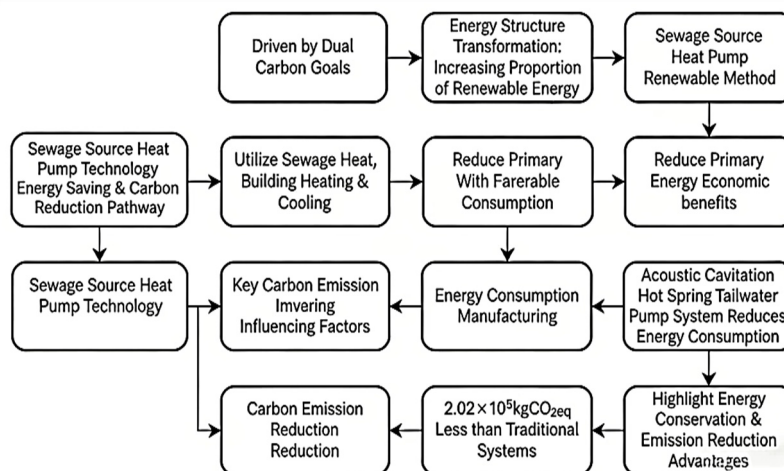 Driven by Dual
Carbon Goals
Energy Structure
Transformation:
Increasing Proportion
of Renewable Energy
Sewage Source
Heat Pump
Renewable Method
Sewage Source Heat
Pump Technology
Energy Saving & Carbon
Reduction Pathway
Utilize Sewage Heat,
Building Heating &
Cooling
Reduce Primary
With Farerable
Consumption
Reduce Primary
Energy Economic
benefits
Sewage Source Heat
Pump Technology
Key Carbon Emission
Imvering
Influencing Factors
Energy Consumption
Manufacturing
Acoustic Cavitation
Hot Spring Tailwater
Pump System Reduces
Energy Consumption
Carbon Emission
Reduction
Reduction
2.02×10⁵kgCO₂eq
Less than Traditional
Systems
Highlight Energy
Conservation &
Emission Reduction
Advantages